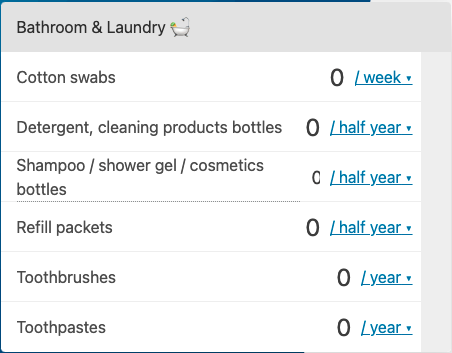 Bathroom & Laundry 🛀
Cotton swabs 0 / week ▾
Detergent, cleaning products bottles 0 / half year ▾
Shampoo / shower gel / cosmetics
bottles 0 / half year ▾
Refill packets 0 / half year ▾
Toothbrushes 0 / year ▾
Toothpastes 0 / year ▾